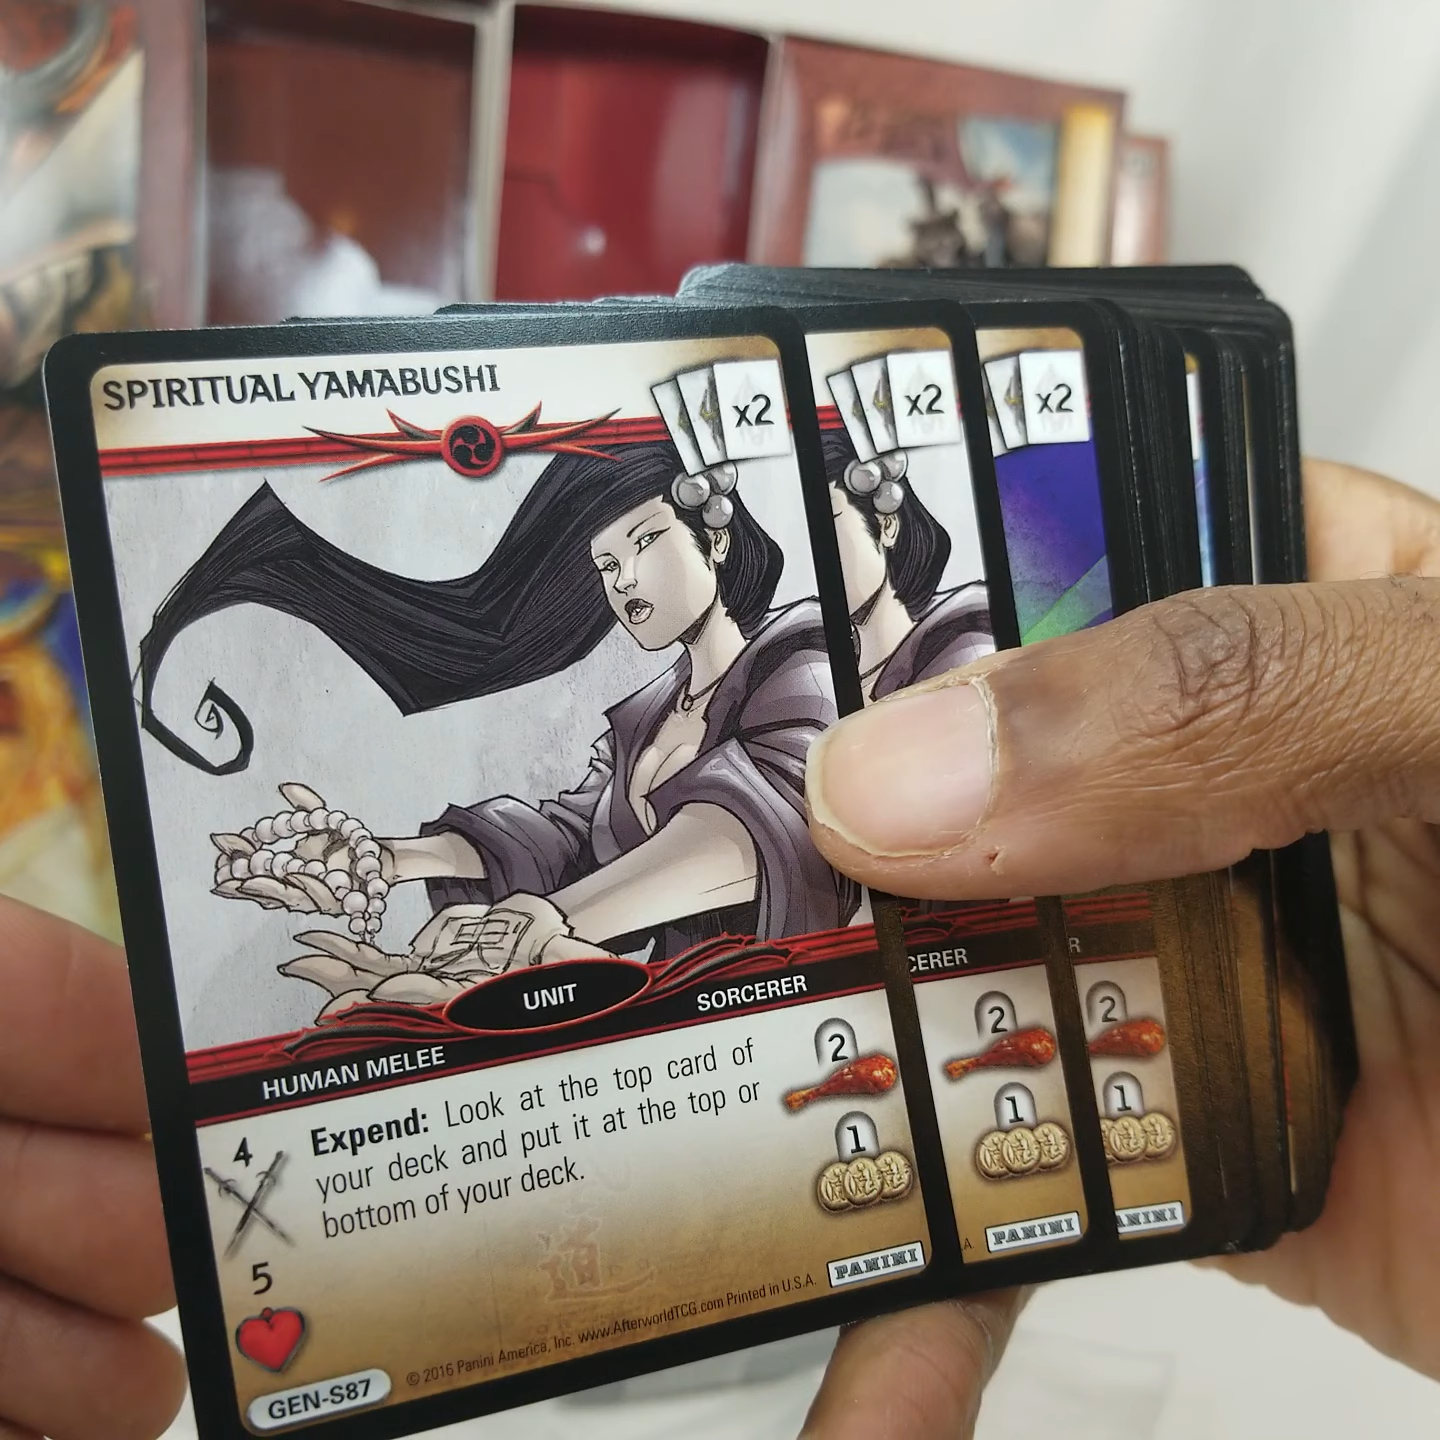 SPIRITUAL YAMABUSHI
x2
x2
x2
UNIT
SORCERER
CERER
R
HUMAN MELEE
4
Expend: Look at the top card of
your deck and put it at the top or
bottom of your deck.
2
2
2
1
1
1
5
PANINI
A.
PANINI
ANINI
© 2016 Panini America, Inc. www.AfterworldTCG.com Printed in U.S.A.
GEN-S87